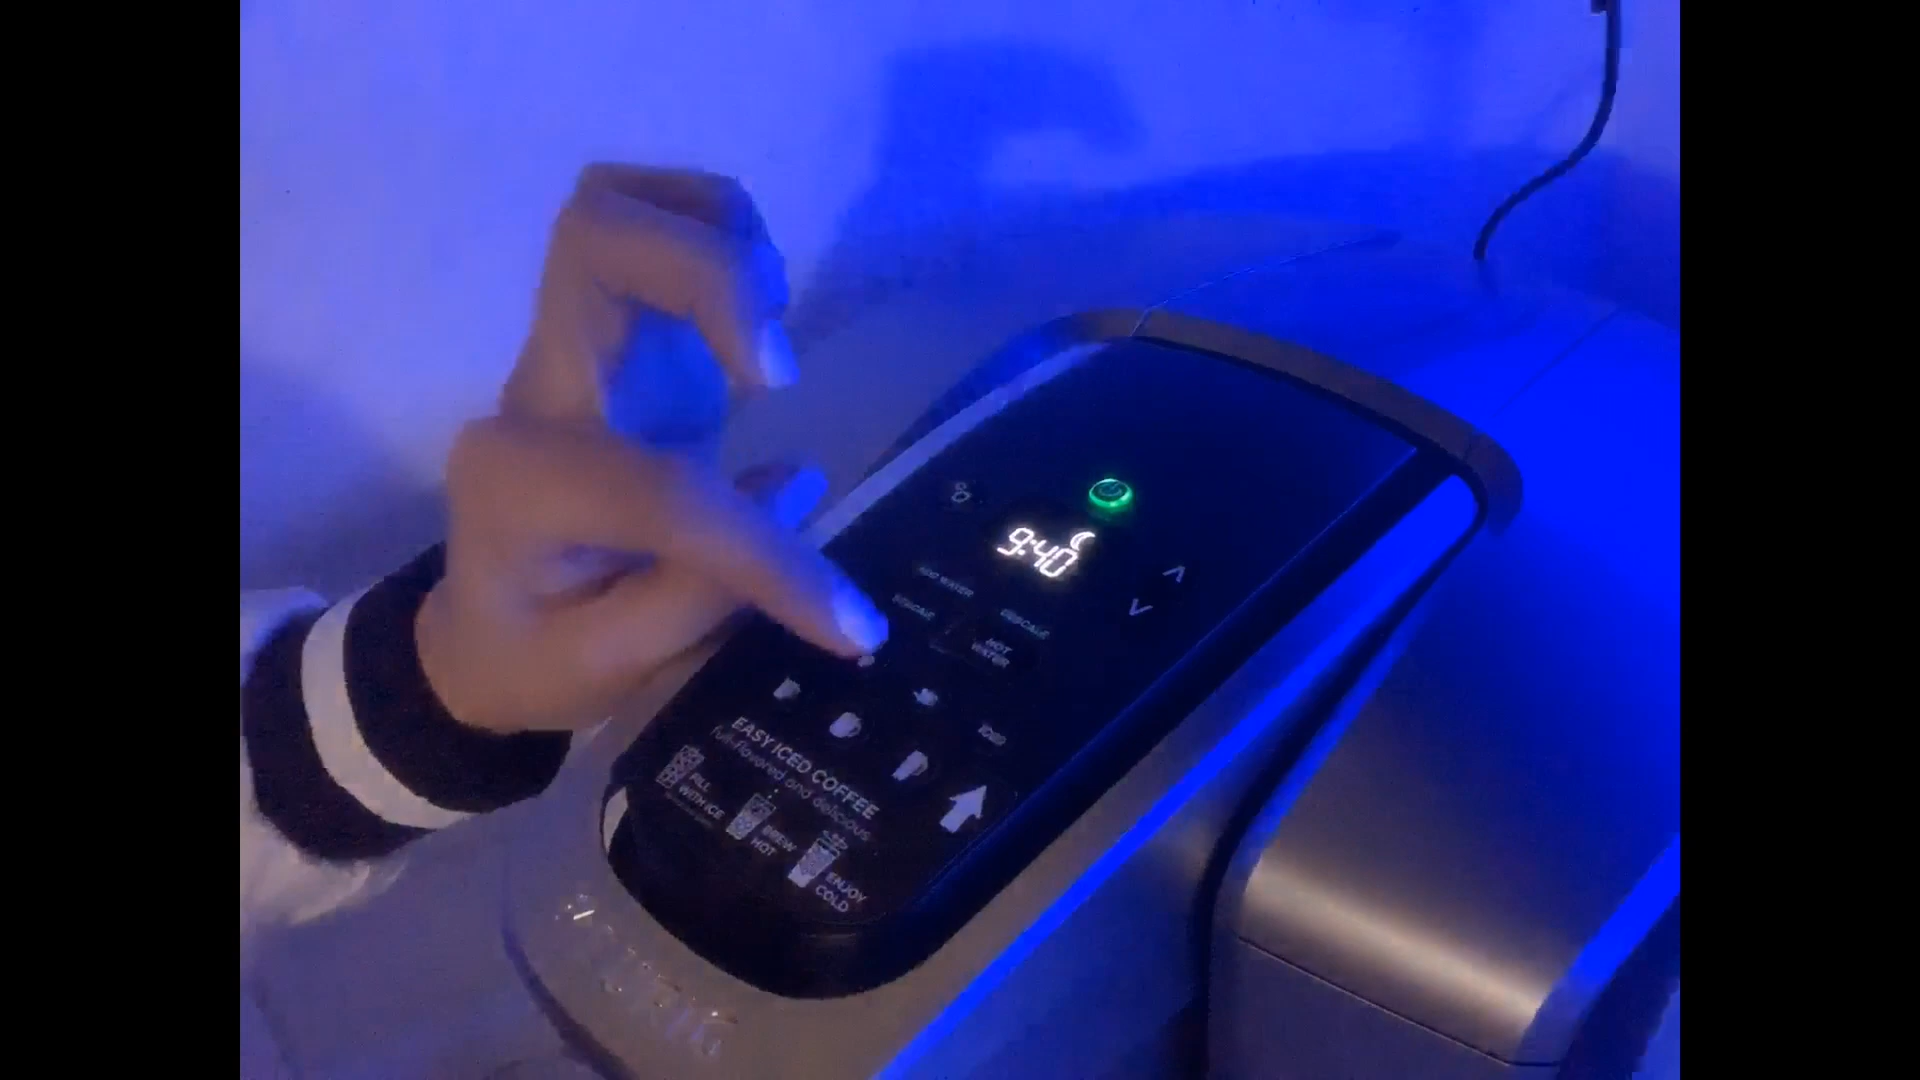 9:40
ADD WATER
DESCALE
DESCALE
HOT
WATER
EASY ICED COFFEE
full-flavored and delicious
FILL
WITH ICE
BREW
HOT
ENJOY
COLD